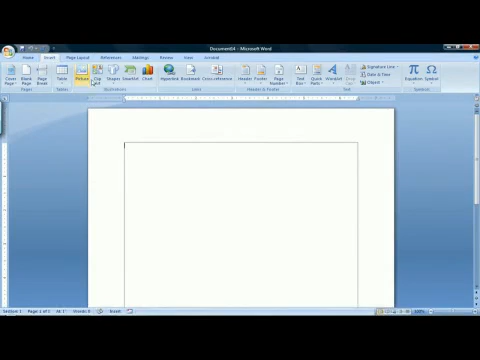 Document4 - Microsoft Word
Home Insert Page Layout References Mailings Review View Acrobat
Cover Page Blank Page Page Break Table Picture Clip Art Shapes SmartArt Chart Hyperlink Bookmark Cross-reference Header Footer Page Number Text Box Quick Parts WordArt Drop Cap Signature Line Date & Time Object Equation Symbol
Pages Tables Illustrations Links Header & Footer Text Symbols
Section: 1 Page: 1 of 1 At: 1" Words: 0 Insert 100%